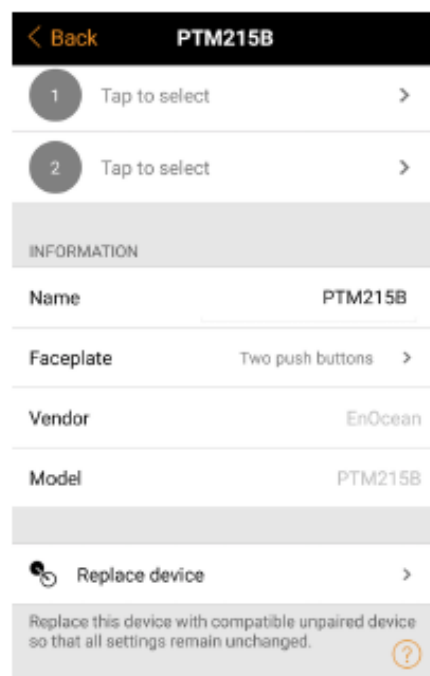 < Back PTM215B
1 Tap to select >
2 Tap to select >
INFORMATION
Name PTM215B
Faceplate Two push buttons >
Vendor EnOcean
Model PTM215B
Replace device >
Replace this device with compatible unpaired device
so that all settings remain unchanged.
?